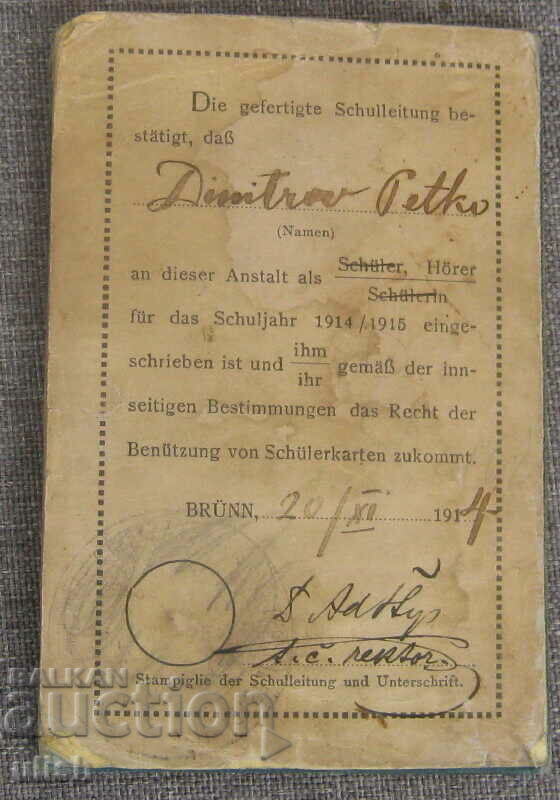 Die gefertigte Schulleitung be-
stätigt, daß
Dimitrov Petko
(Namen)
an dieser Anstalt als Schüler, Hörer
Schülerin
für das Schuljahr 1914/1915 einge-
schrieben ist und ihm
ihr gemäß der inn-
seitigen Bestimmungen das Recht der
Benützung von Schülerkarten zukommt.
BRÜNN, 20/XII 1914
t.č. rektor.
Stampiglie der Schulleitung und Unterschrift.
BALKAN
auction